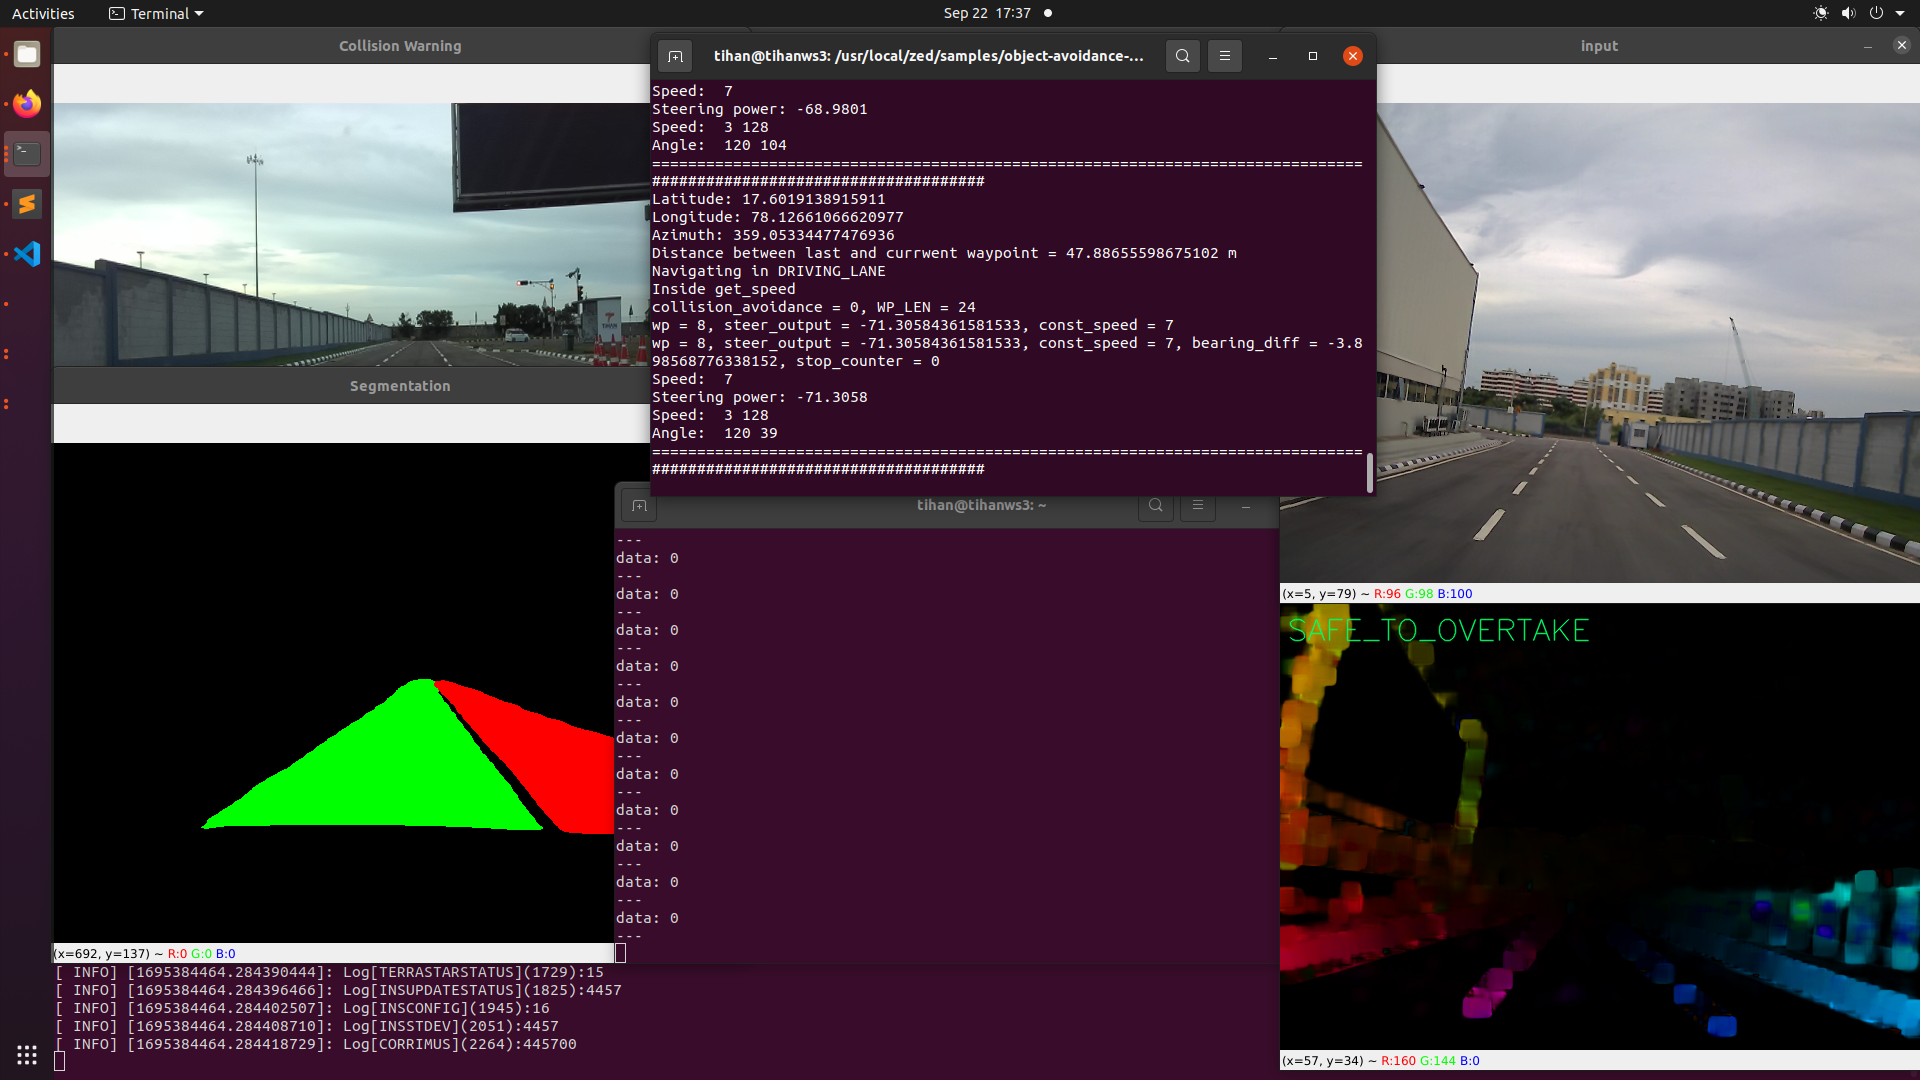 Activities
Terminal
Sep 22 17:37
Collision Warning
tihan@tihanws3: /usr/local/zed/samples/object-avoidance-...
input
Speed:  7
Steering power: -68.9801
Speed:  3 128
Angle:  120 104
===============================================================================
#####################################
Latitude: 17.6019138915911
Longitude: 78.12661066620977
Azimuth: 359.05334477476936
Distance between last and currwent waypoint = 47.88655598675102 m
Navigating in DRIVING_LANE
Inside get_speed
collision_avoidance = 0, WP_LEN = 24
wp = 8, steer_output = -71.30584361581533, const_speed = 7
wp = 8, steer_output = -71.30584361581533, const_speed = 7, bearing_diff = -3.8
98568776338152, stop_counter = 0
Speed:  7
Steering power: -71.3058
Speed:  3 128
Angle:  120 39
===============================================================================
#####################################
Segmentation
tihan@tihanws3: ~
---
data: 0
---
data: 0
---
data: 0
---
data: 0
---
data: 0
---
data: 0
---
data: 0
---
data: 0
---
data: 0
---
data: 0
---
data: 0
---
(x=5, y=79) ~ R:96 G:98 B:100
SAFE_TO_OVERTAKE
(x=692, y=137) ~ R:0 G:0 B:0
[ INFO] [1695384464.284390444]: Log[TERRASTARSTATUS](1729):15
[ INFO] [1695384464.284396466]: Log[INSUPDATESTATUS](1825):4457
[ INFO] [1695384464.284402507]: Log[INSCONFIG](1945):16
[ INFO] [1695384464.284408710]: Log[INSSTDEV](2051):4457
[ INFO] [1695384464.284418729]: Log[CORRIMUS](2264):445700
(x=57, y=34) ~ R:160 G:144 B:0